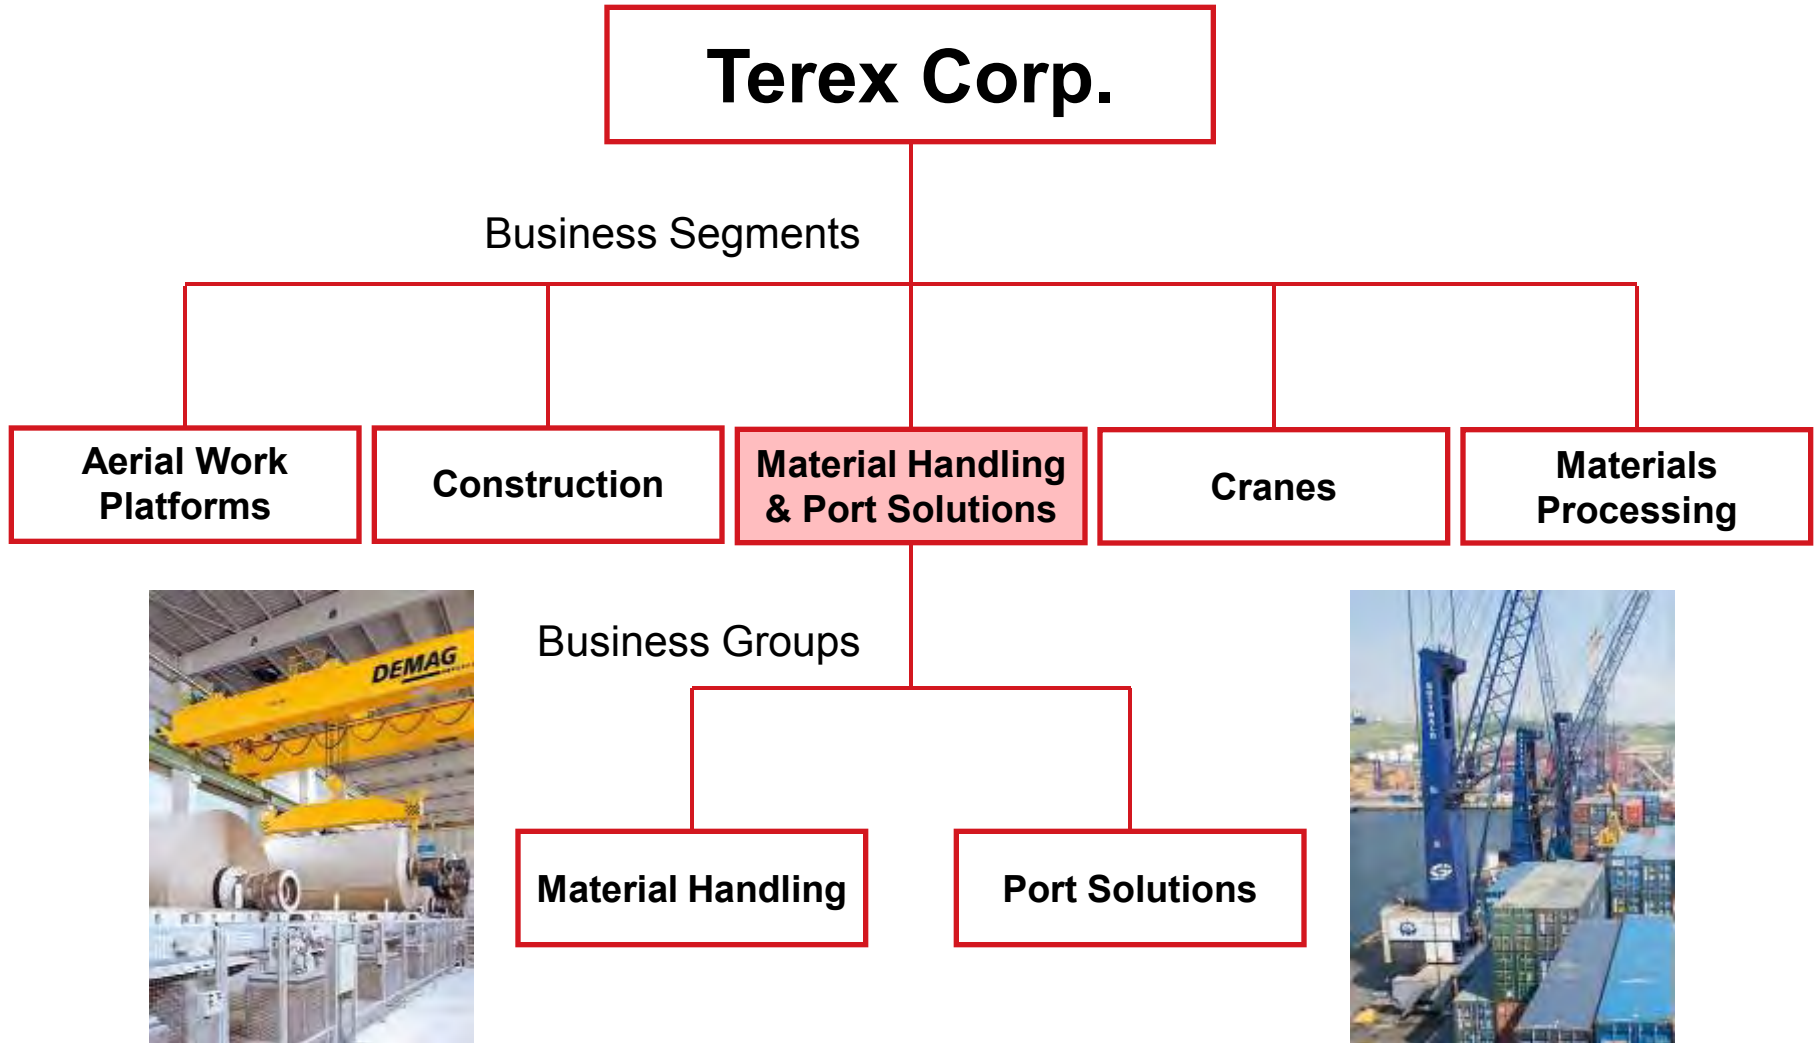 Terex Corp.
Business Segments
Aerial Work
Platforms
Construction
Material Handling
& Port Solutions
Cranes
Materials
Processing
Business Groups
DEMAG
GOTTWALD
Material Handling
Port Solutions